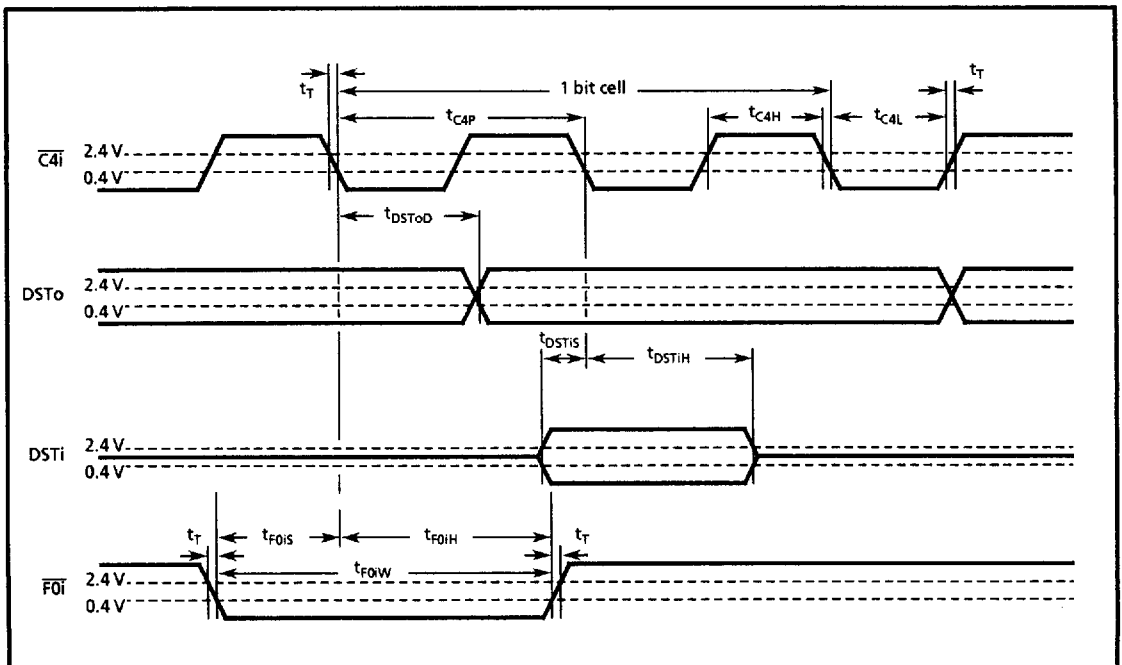 tT
1 bit cell
tT
tC4P
tC4H
tC4L
C4i
2.4 V
0.4 V
tDSToD
DSTo
2.4 V
0.4 V
tDSTiS
tDSTiH
DSTi
2.4 V
0.4 V
tT
tF0iS
tF0iH
tT
tF0iW
F0i
2.4 V
0.4 V